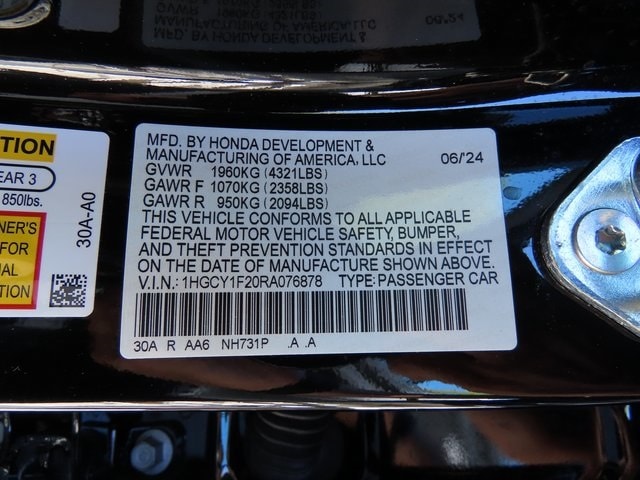 MFD. BY HONDA DEVELOPMENT &
MANUFACTURING OF AMERICA, LLC 06/24
GVWR 1960KG (4321LBS)
GAWR F 1070KG (2358LBS)
GAWR R 950KG (2094LBS)
THIS VEHICLE CONFORMS TO ALL APPLICABLE
FEDERAL MOTOR VEHICLE SAFETY, BUMPER,
AND THEFT PREVENTION STANDARDS IN EFFECT
ON THE DATE OF MANUFACTURE SHOWN ABOVE.
V.I.N.: 1HGCY1F20RA076878 TYPE: PASSENGER CAR
30A R AA6 NH731P .A .A
TION
EAR 3
850lbs.
NER'S
FOR
UAL
TION
30A-A0